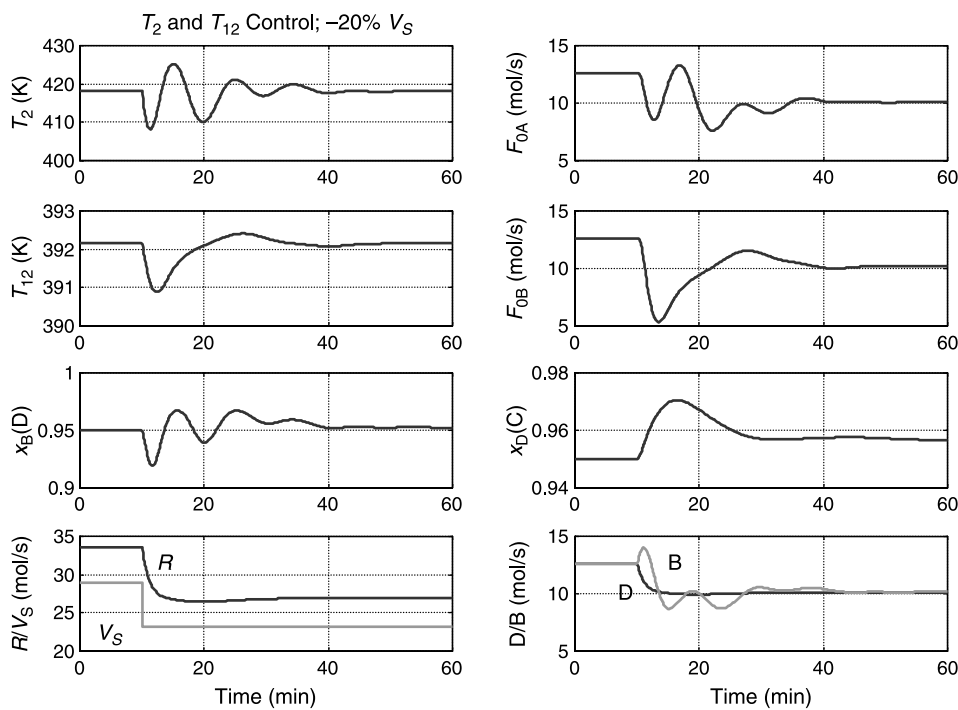 T2 and T12 Control; –20% VS
T2 (K)
430
420
410
400
0 20 40 60
F0A (mol/s)
15
10
5
0 20 40 60
T12 (K)
393
392
391
390
0 20 40 60
F0B (mol/s)
15
10
5
0 20 40 60
xB(D)
1
0.95
0.9
0 20 40 60
xD(C)
0.98
0.96
0.94
0 20 40 60
R/VS (mol/s)
35
30
25
20
R
VS
0 20 40 60
Time (min)
D/B (mol/s)
15
10
5
B
D
0 20 40 60
Time (min)